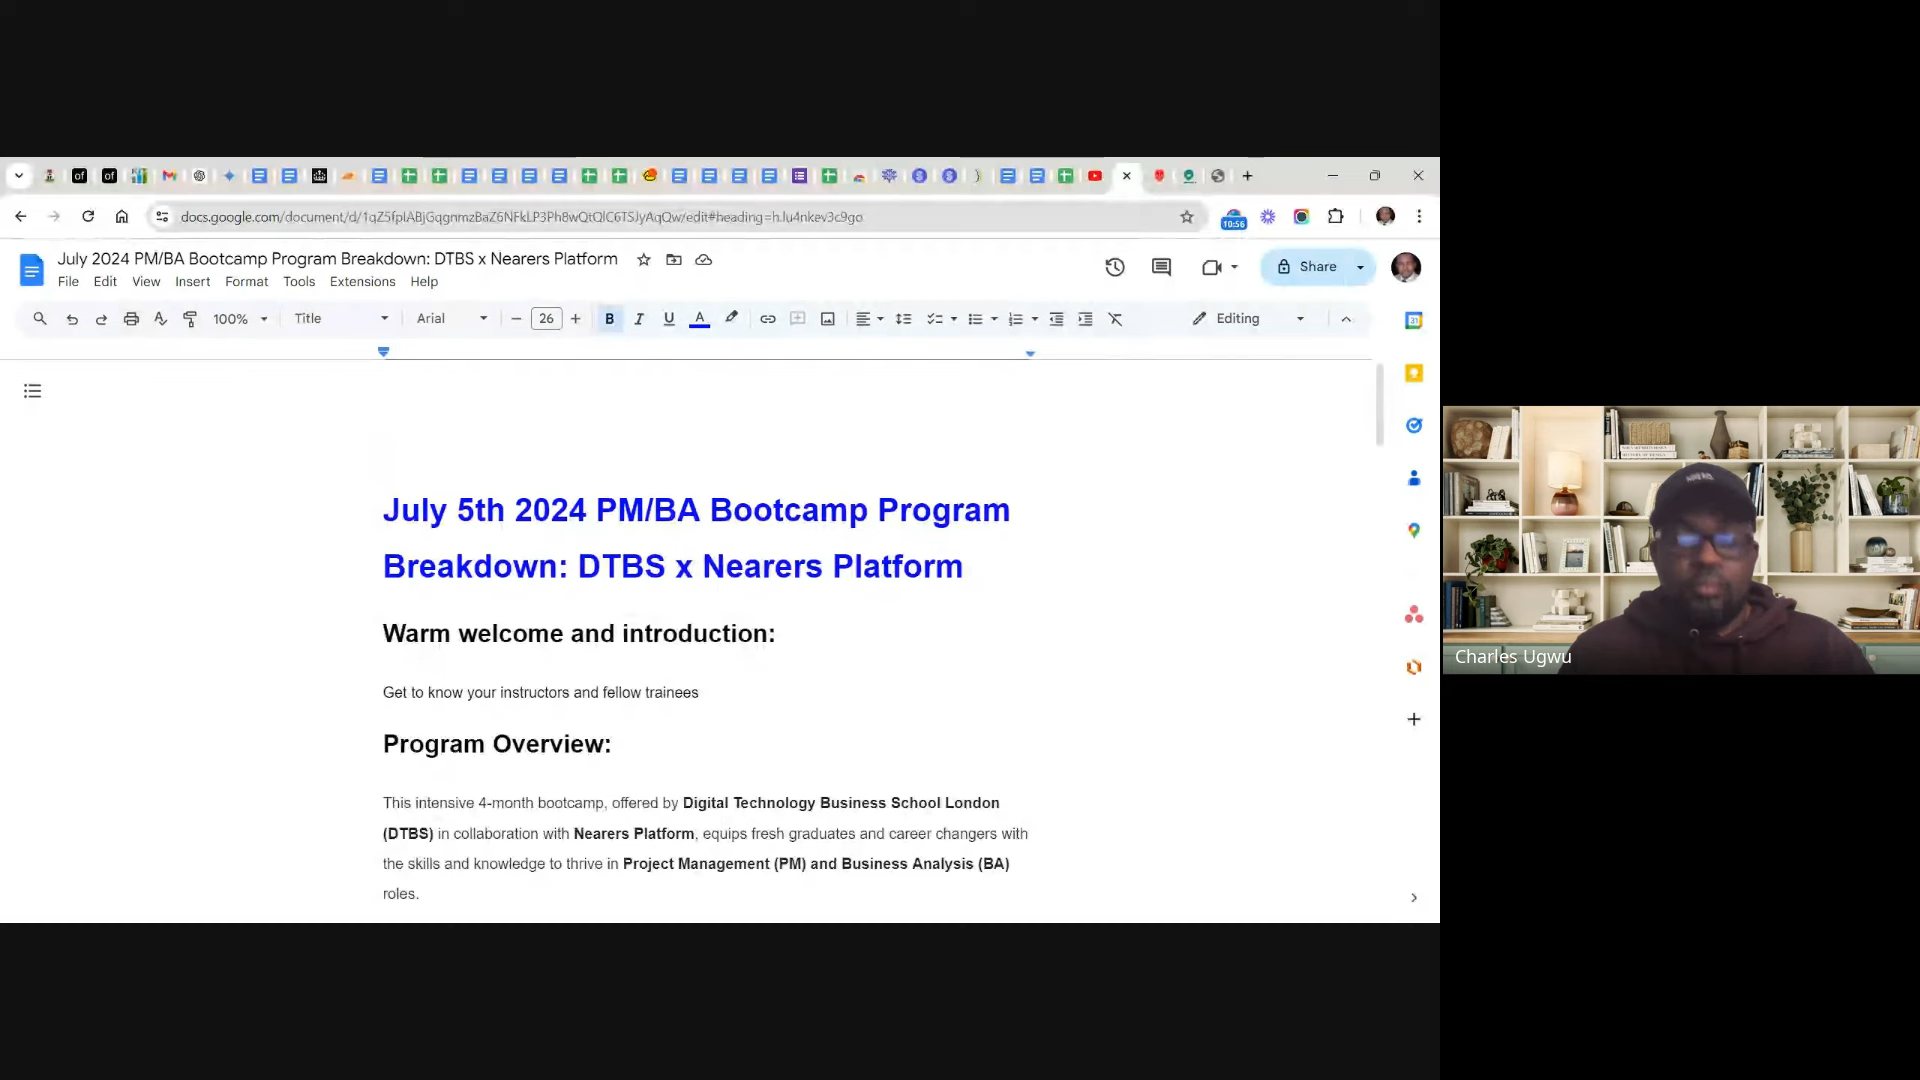 docs.google.com/document/d/1qZ5fpIABjGqgnmzBaZ6NFkLP3Ph8wQtQlC6TSJyAqQw/edit#heading=h.lu4nkev3c9go
10:56
July 2024 PM/BA Bootcamp Program Breakdown: DTBS x Nearers Platform
Share
File Edit View Insert Format Tools Extensions Help
100% Title Arial 26 B I U A Editing
July 5th 2024 PM/BA Bootcamp Program
Breakdown: DTBS x Nearers Platform
Warm welcome and introduction:
Get to know your instructors and fellow trainees
Program Overview:
This intensive 4-month bootcamp, offered by Digital Technology Business School London
(DTBS) in collaboration with Nearers Platform, equips fresh graduates and career changers with
the skills and knowledge to thrive in Project Management (PM) and Business Analysis (BA)
roles.
Charles Ugwu